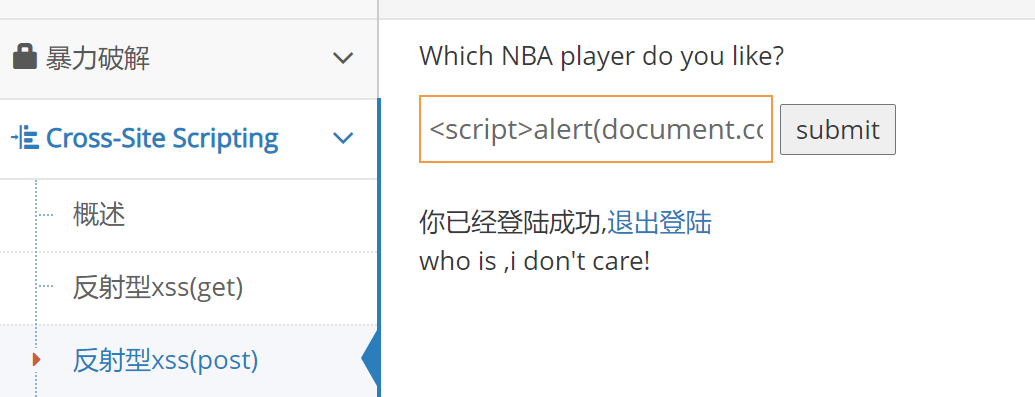 暴力破解
Cross-Site Scripting
概述
反射型xss(get)
反射型xss(post)
Which NBA player do you like?
<script>alert(document.cc
submit
你已经登陆成功,退出登陆
who is ,i don't care!